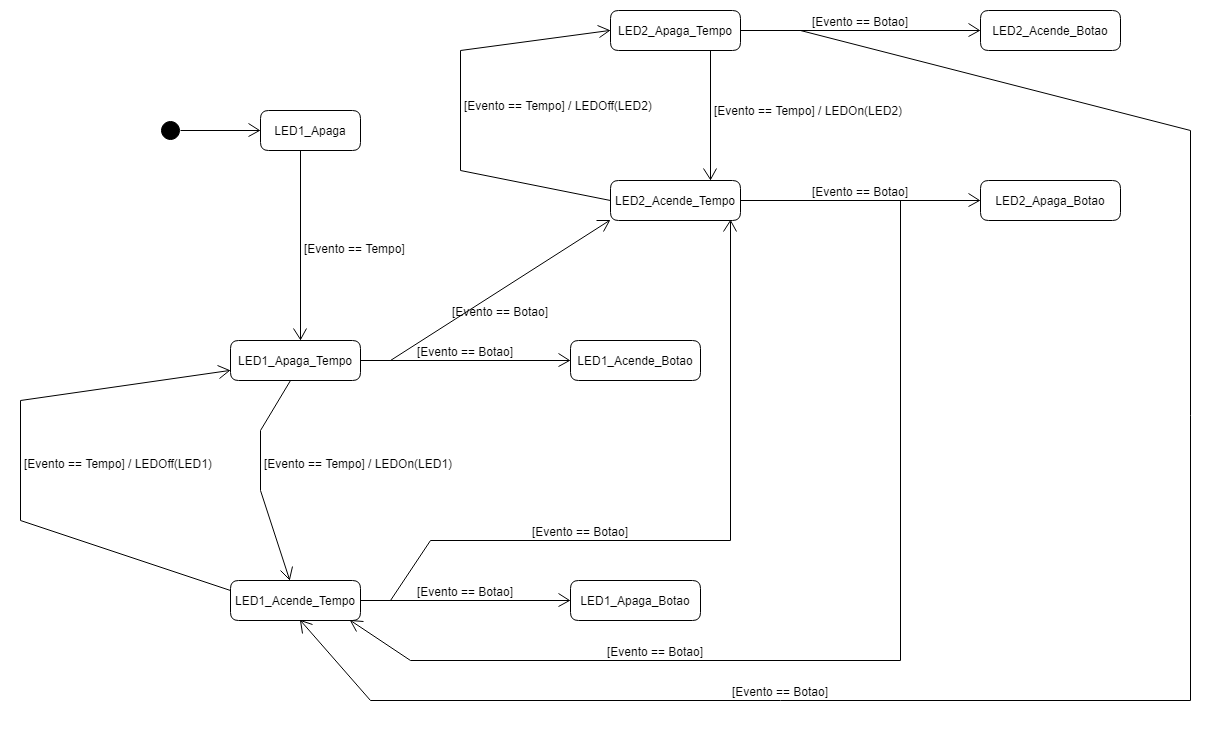 LED2_Apaga_Tempo
[Evento == Botao]
LED2_Acende_Botao
[Evento == Tempo] / LEDOff(LED2)
[Evento == Tempo] / LEDOn(LED2)
LED1_Apaga
LED2_Acende_Tempo
[Evento == Botao]
LED2_Apaga_Botao
[Evento == Tempo]
[Evento == Botao]
LED1_Apaga_Tempo
[Evento == Botao]
LED1_Acende_Botao
[Evento == Tempo] / LEDOff(LED1)
[Evento == Tempo] / LEDOn(LED1)
[Evento == Botao]
LED1_Acende_Tempo
[Evento == Botao]
LED1_Apaga_Botao
[Evento == Botao]
[Evento == Botao]